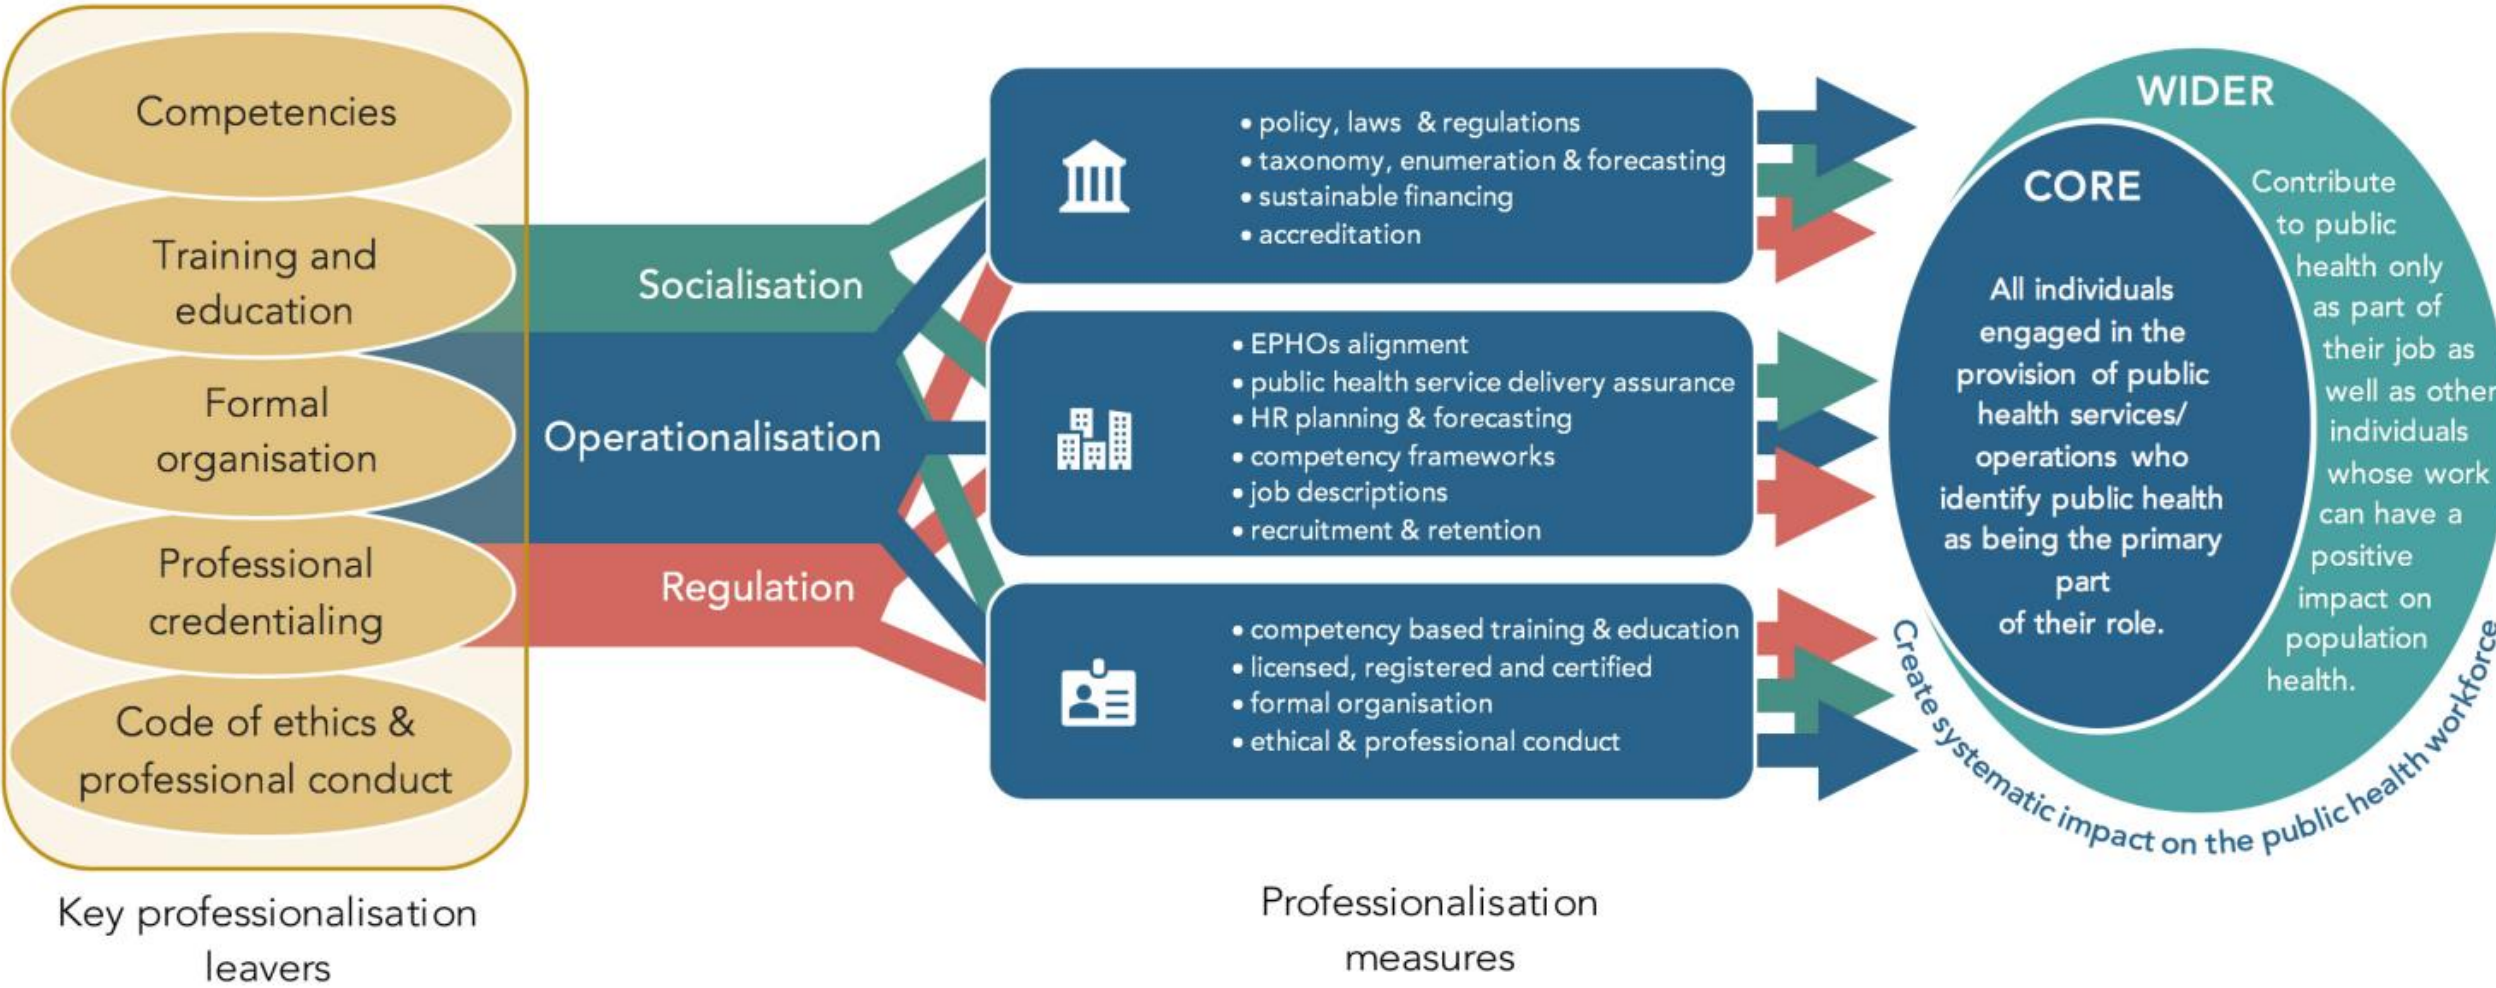 Competencies
Training and
education
Formal
organisation
Professional
credentialing
Code of ethics &
professional conduct
Key professionalisation
leavers
Socialisation
Operationalisation
Regulation
• policy, laws & regulations
• taxonomy, enumeration & forecasting
• sustainable financing
• accreditation
• EPHOs alignment
• public health service delivery assurance
• HR planning & forecasting
• competency frameworks
• job descriptions
• recruitment & retention
• competency based training & education
• licensed, registered and certified
• formal organisation
• ethical & professional conduct
Professionalisation
measures
CORE
All individuals
engaged in the
provision of public
health services/
operations who
identify public health
as being the primary
part
of their role.
WIDER
Contribute
to public
health only
as part of
their job as
well as other
individuals
whose work
can have a
positive
impact on
population
health.
Create systematic impact on the public health workforce